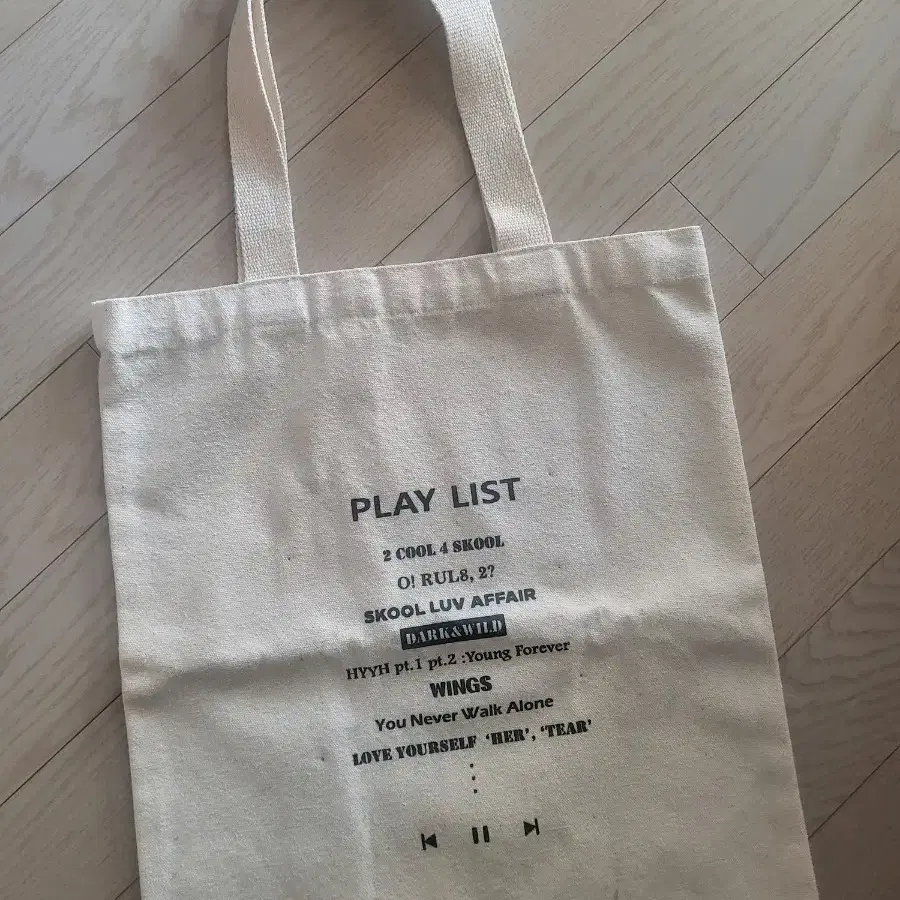 PLAY LIST
2 COOL 4 SKOOL
O! RUL8, 2?
SKOOL LUV AFFAIR
DARK&WILD
HYYH pt.1 pt.2 :Young Forever
WINGS
You Never Walk Alone
LOVE YOURSELF 'HER', 'TEAR'